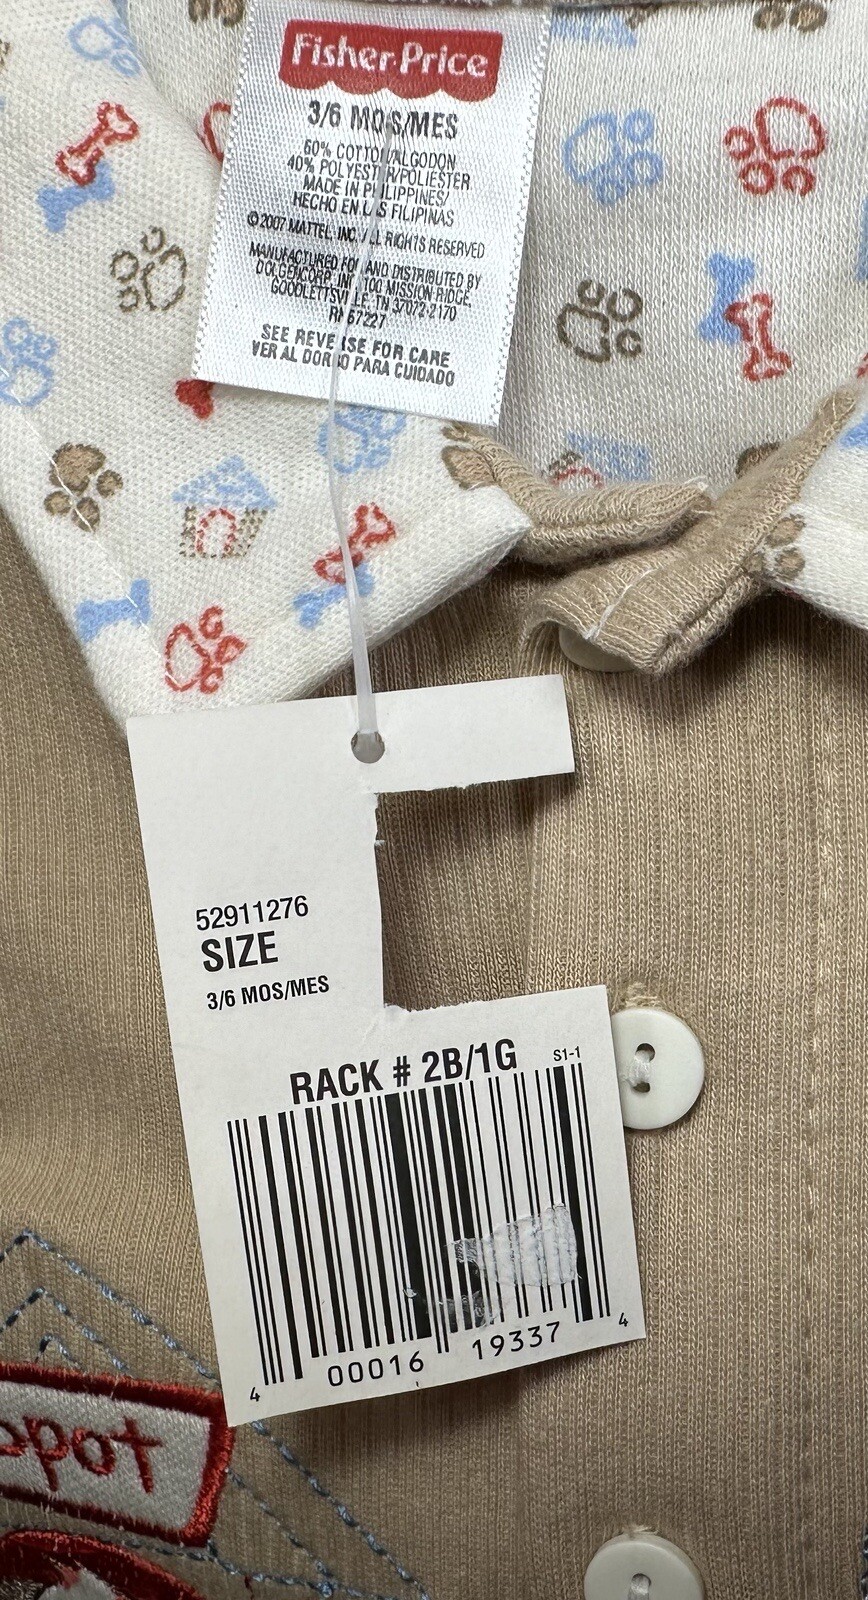 Fisher-Price
3/6 MOS/MES
60% COTTON/ALGODON
40% POLYESTER/POLIESTER
MADE IN PHILIPPINES/
HECHO EN LAS FILIPINAS
©2007 MATTEL, INC. ALL RIGHTS RESERVED
MANUFACTURED FOR AND DISTRIBUTED BY
DOLGENCORP, INC. 100 MISSION RIDGE,
GOODLETTSVILLE, TN 37072-2170
RN67227
SEE REVERSE FOR CARE
VER AL DORSO PARA CUIDADO
52911276
SIZE
3/6 MOS/MES
RACK # 2B/1G
S1-1
4 00016 19337 4